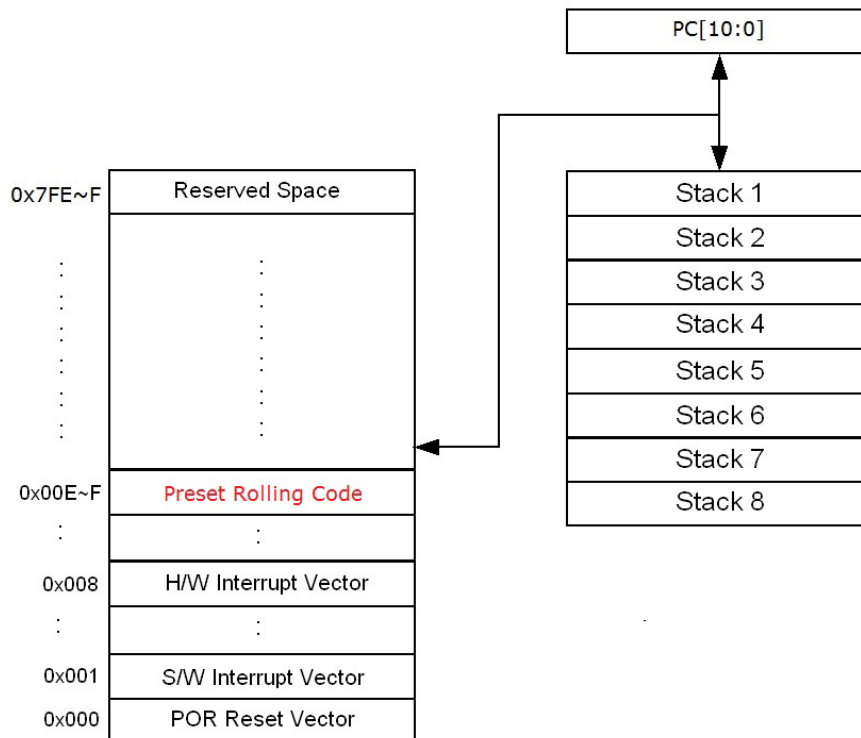 PC[10:0]
0x7FE~F Reserved Space
Stack 1
Stack 2
Stack 3
Stack 4
Stack 5
Stack 6
Stack 7
Stack 8
: :
: :
: :
: :
: :
: :
0x00E~F Preset Rolling Code
: :
0x008 H/W Interrupt Vector
: :
0x001 S/W Interrupt Vector
0x000 POR Reset Vector